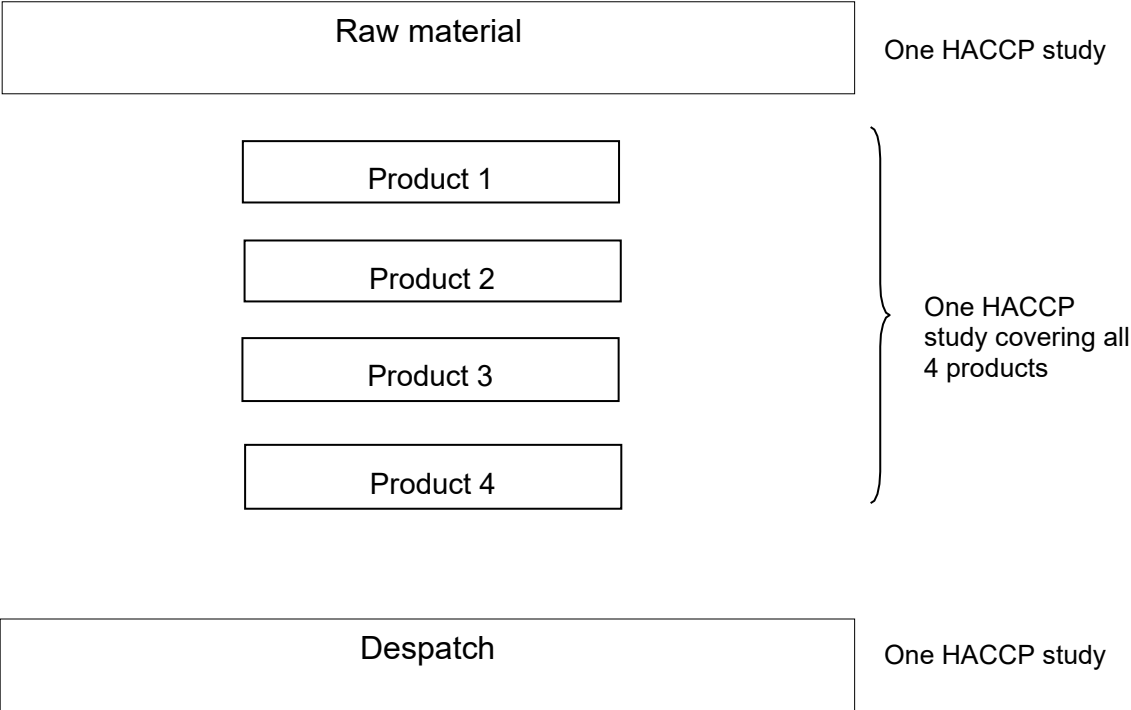 Raw material
One HACCP study
Product 1
Product 2
Product 3
Product 4
One HACCP
study covering all
4 products
Despatch
One HACCP study